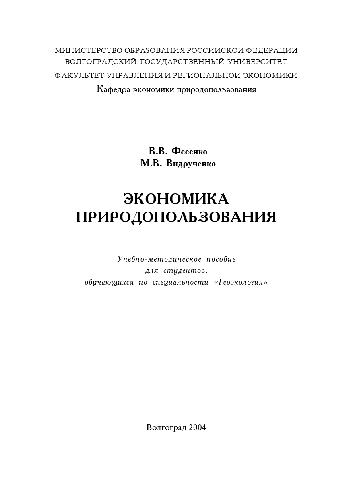 МИНИСТЕРСТВО ОБРАЗОВАНИЯ РОССИЙСКОЙ ФЕДЕРАЦИИ
ВОЛГОГРАДСКИЙ ГОСУДАРСТВЕННЫЙ УНИВЕРСИТЕТ
ФАКУЛЬТЕТ УПРАВЛЕНИЯ И РЕГИОНАЛЬНОЙ ЭКОНОМИКИ
Кафедра экономики природопользования
В.В. Фесенко
М.В. Видрученко
ЭКОНОМИКА
ПРИРОДОПОЛЬЗОВАНИЯ
Учебно-методическое пособие
для студентов,
обучающихся по специальности «Геоэкология»
Волгоград 2004